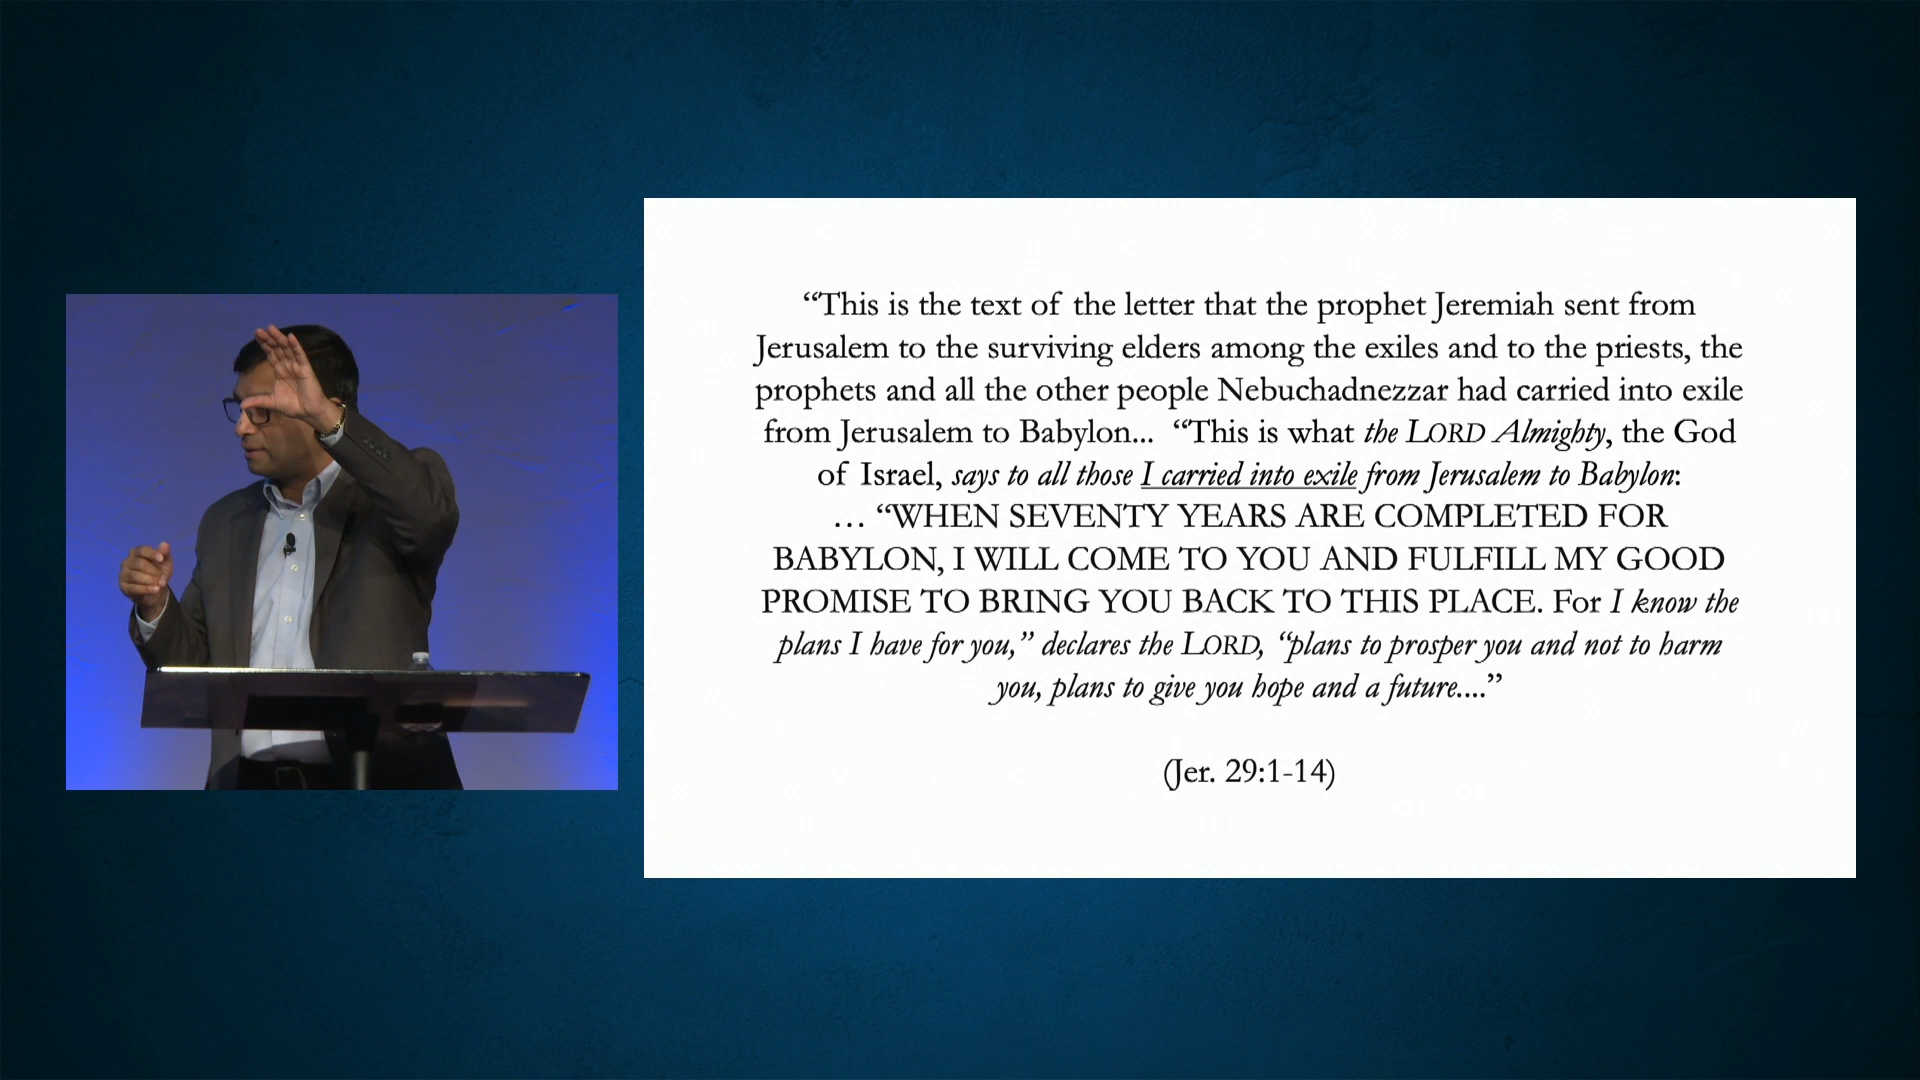 “This is the text of the letter that the prophet Jeremiah sent from
Jerusalem to the surviving elders among the exiles and to the priests, the
prophets and all the other people Nebuchadnezzar had carried into exile
from Jerusalem to Babylon... “This is what the LORD Almighty, the God
of Israel, says to all those I carried into exile from Jerusalem to Babylon:
… “WHEN SEVENTY YEARS ARE COMPLETED FOR
BABYLON, I WILL COME TO YOU AND FULFILL MY GOOD
PROMISE TO BRING YOU BACK TO THIS PLACE. For I know the
plans I have for you,” declares the LORD, “plans to prosper you and not to harm
you, plans to give you hope and a future....”
(Jer. 29:1-14)